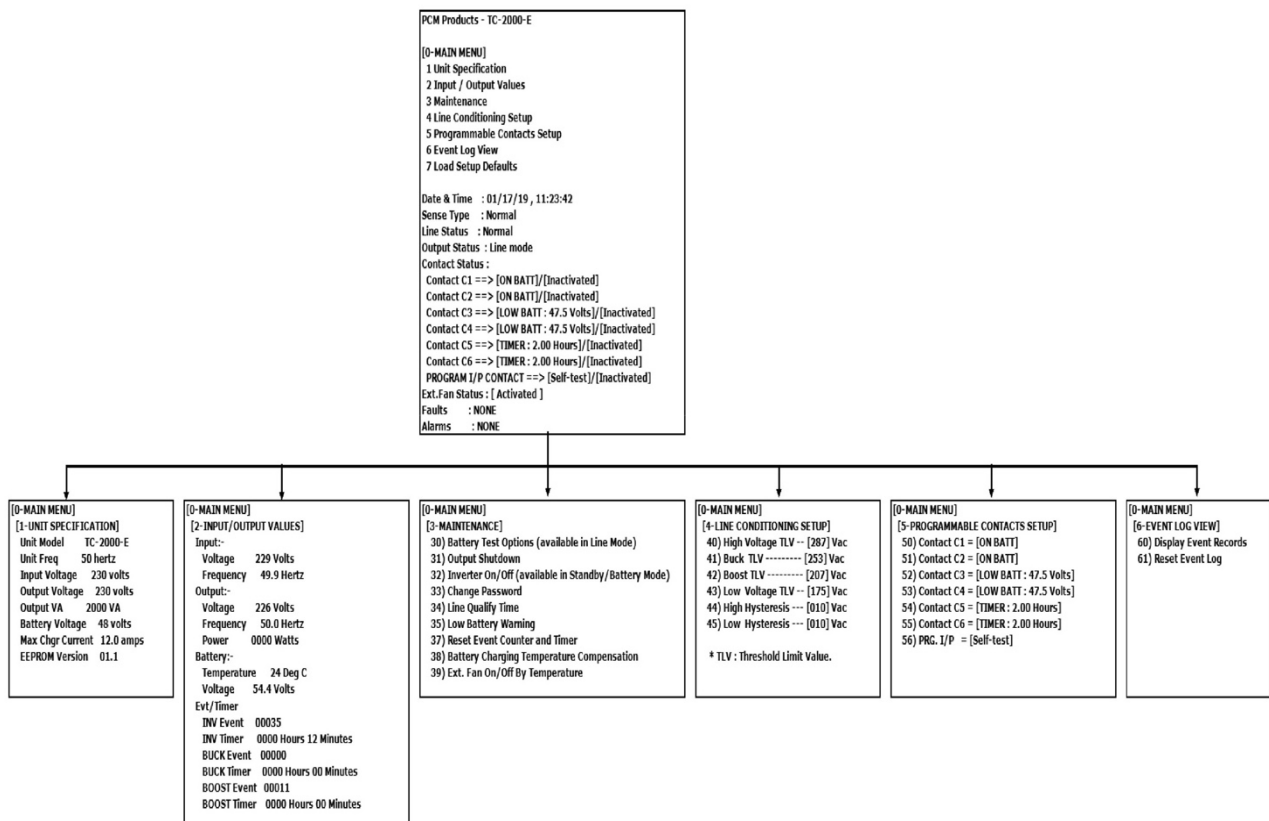 PCM Products - TC-2000-E
[0-MAIN MENU]
1 Unit Specification
2 Input / Output Values
3 Maintenance
4 Line Conditioning Setup
5 Programmable Contacts Setup
6 Event Log View
7 Load Setup Defaults
Date & Time : 01/17/19 , 11:23:42
Sense Type : Normal
Line Status : Normal
Output Status : Line mode
Contact Status :
Contact C1 ==> [ON BATT]/[Inactivated]
Contact C2 ==> [ON BATT]/[Inactivated]
Contact C3 ==> [LOW BATT : 47.5 Volts]/[Inactivated]
Contact C4 ==> [LOW BATT : 47.5 Volts]/[Inactivated]
Contact C5 ==> [TIMER : 2.00 Hours]/[Inactivated]
Contact C6 ==> [TIMER : 2.00 Hours]/[Inactivated]
PROGRAM I/P CONTACT ==> [Self-test]/[Inactivated]
Ext.Fan Status : [ Activated ]
Faults : NONE
Alarms : NONE
[0-MAIN MENU]
[1-UNIT SPECIFICATION]
Unit Model TC-2000-E
Unit Freq 50 hertz
Input Voltage 230 volts
Output Voltage 230 volts
Output VA 2000 VA
Battery Voltage 48 volts
Max Chgr Current 12.0 amps
EEPROM Version 01.1
[0-MAIN MENU]
[2-INPUT/OUTPUT VALUES]
Input:-
Voltage 229 Volts
Frequency 49.9 Hertz
Output:-
Voltage 226 Volts
Frequency 50.0 Hertz
Power 0000 Watts
Battery:-
Temperature 24 Deg C
Voltage 54.4 Volts
Evt/Timer
INV Event 00035
INV Timer 0000 Hours 12 Minutes
BUCK Event 00000
BUCK Timer 0000 Hours 00 Minutes
BOOST Event 00011
BOOST Timer 0000 Hours 00 Minutes
[0-MAIN MENU]
[3-MAINTENANCE]
30) Battery Test Options (available in Line Mode)
31) Output Shutdown
32) Inverter On/Off (available in Standby/Battery Mode)
33) Change Password
34) Line Qualify Time
35) Low Battery Warning
37) Reset Event Counter and Timer
38) Battery Charging Temperature Compensation
39) Ext. Fan On/Off By Temperature
[0-MAIN MENU]
[4-LINE CONDITIONING SETUP]
40) High Voltage TLV -- [287] Vac
41) Buck TLV --------- [253] Vac
42) Boost TLV --------- [207] Vac
43) Low Voltage TLV -- [175] Vac
44) High Hysteresis --- [010] Vac
45) Low Hysteresis --- [010] Vac
* TLV : Threshold Limit Value.
[0-MAIN MENU]
[5-PROGRAMMABLE CONTACTS SETUP]
50) Contact C1 = [ON BATT]
51) Contact C2 = [ON BATT]
52) Contact C3 = [LOW BATT : 47.5 Volts]
53) Contact C4 = [LOW BATT : 47.5 Volts]
54) Contact C5 = [TIMER : 2.00 Hours]
55) Contact C6 = [TIMER : 2.00 Hours]
56) PRG. I/P = [Self-test]
[0-MAIN MENU]
[6-EVENT LOG VIEW]
60) Display Event Records
61) Reset Event Log